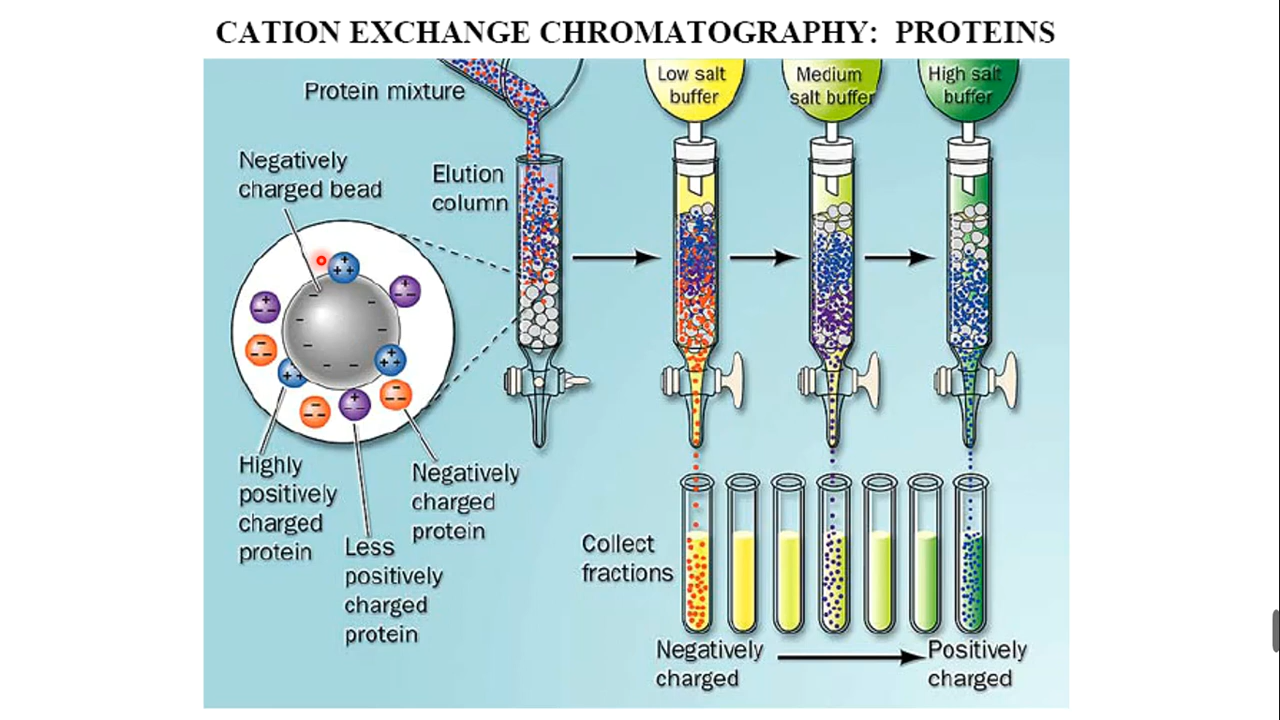 CATION EXCHANGE CHROMATOGRAPHY: PROTEINS
Protein mixture
Low salt
buffer
Medium
salt buffer
High salt
buffer
Negatively
charged bead
Elution
column
Highly
positively
charged
protein
Less
positively
charged
protein
Negatively
charged
protein
Collect
fractions
Negatively
charged
Positively
charged